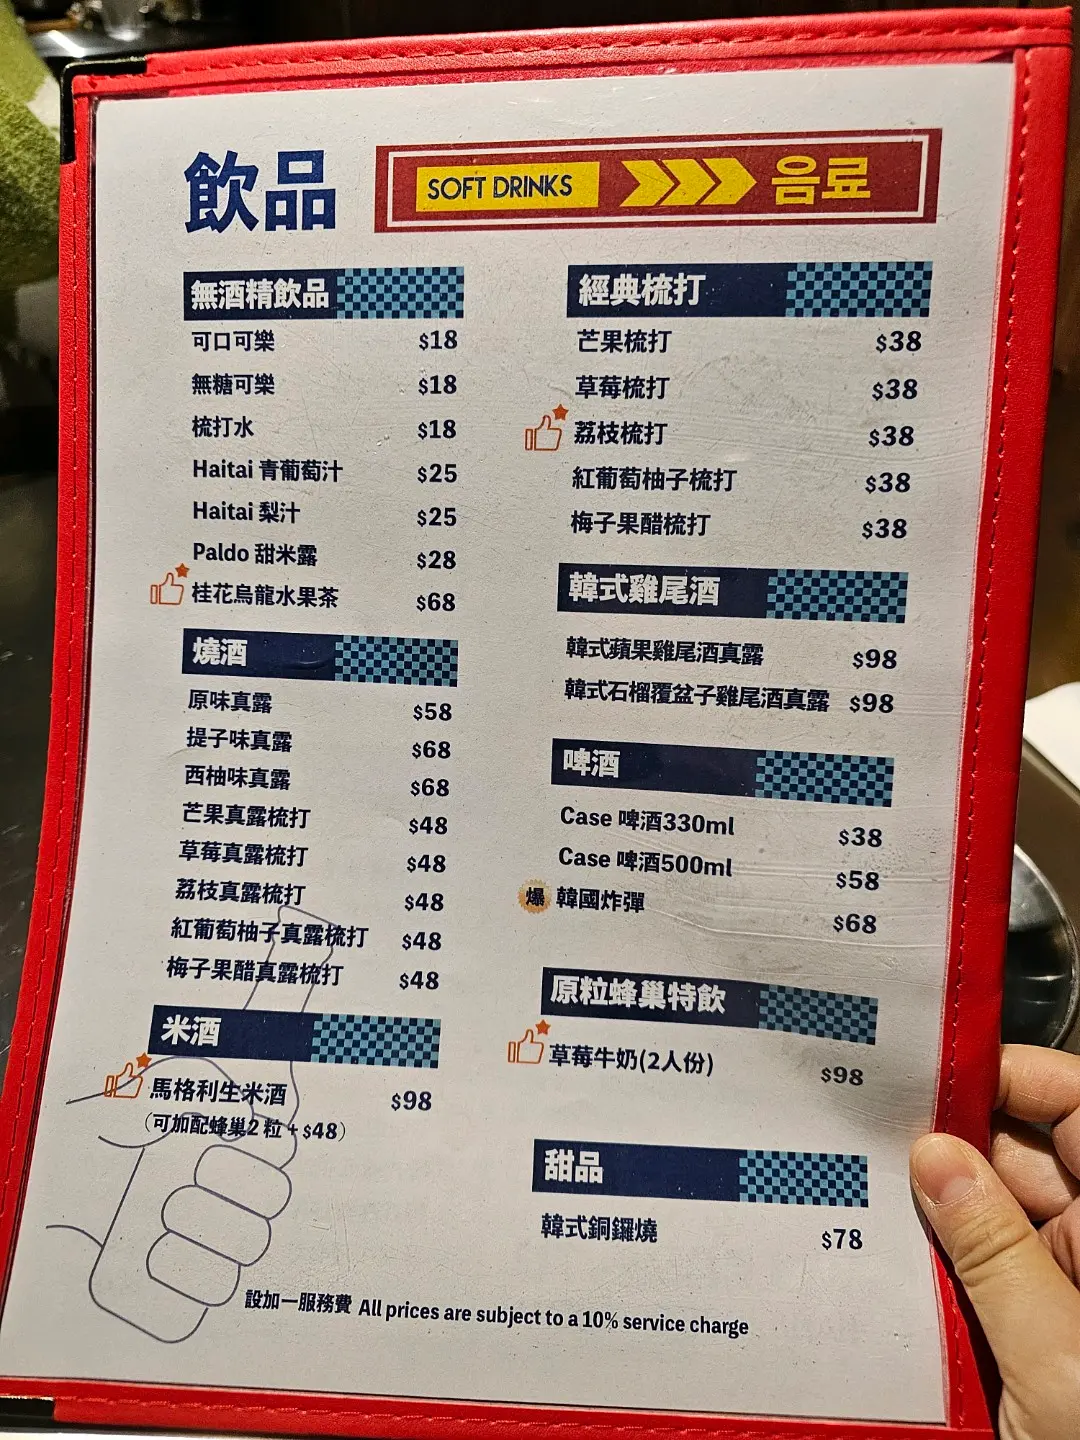 飲品
SOFT DRINKS 음료
無酒精飲品
可口可樂 $18
無糖可樂 $18
梳打水 $18
Haitai 青葡萄汁 $25
Haitai 梨汁 $25
Paldo 甜米露 $28
桂花烏龍水果茶 $68
燒酒
原味真露 $58
提子味真露 $68
西柚味真露 $68
芒果真露梳打 $48
草莓真露梳打 $48
荔枝真露梳打 $48
紅葡萄柚子真露梳打 $48
梅子果醋真露梳打 $48
米酒
馬格利生米酒 $98
(可加配蜂巢2 粒 + $48)
經典梳打
芒果梳打 $38
草莓梳打 $38
荔枝梳打 $38
紅葡萄柚子梳打 $38
梅子果醋梳打 $38
韓式雞尾酒
韓式蘋果雞尾酒真露 $98
韓式石榴覆盆子雞尾酒真露 $98
啤酒
Case 啤酒330ml $38
Case 啤酒500ml $58
爆 韓國炸彈 $68
原粒蜂巢特飲
草莓牛奶(2人份) $98
甜品
韓式銅鑼燒 $78
設加一服務費 All prices are subject to a 10% service charge